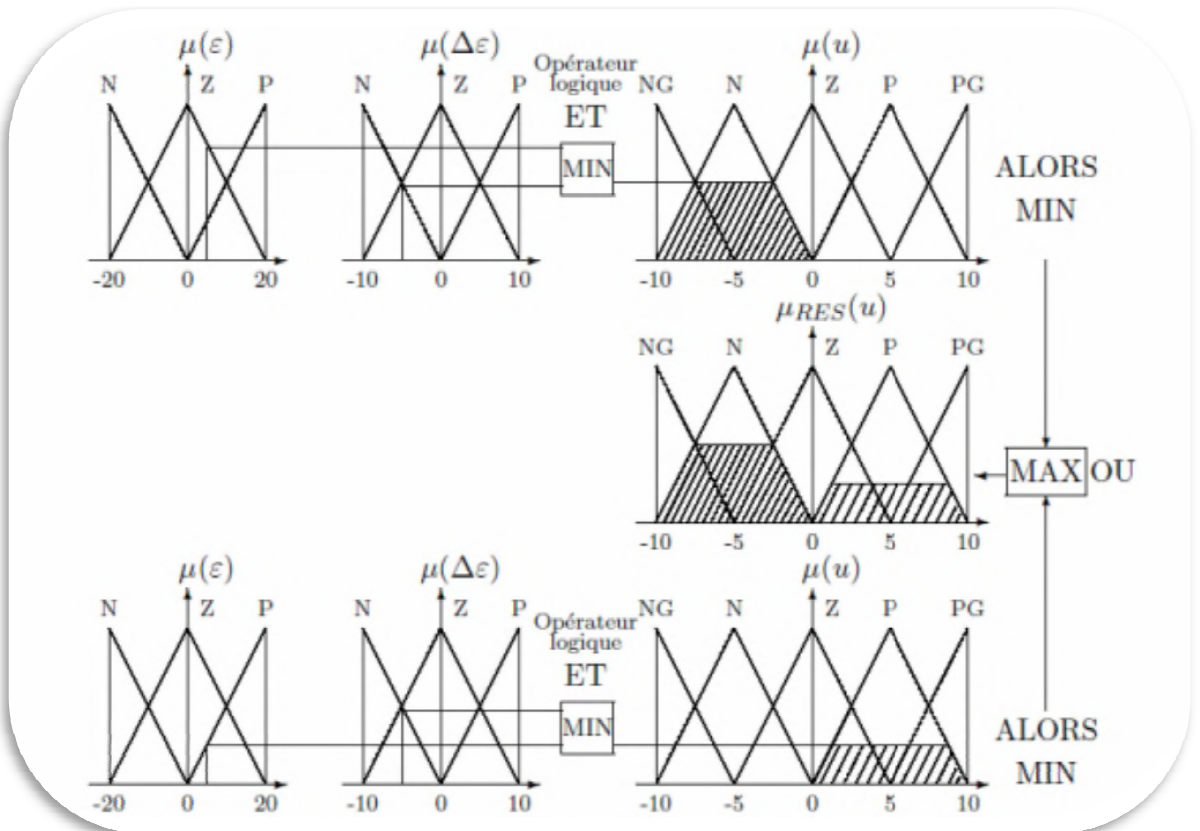 μ(ε) μ(Δε) μ(u)
Opérateur
logique
N Z P N Z P NG N Z P PG
ET
MIN
ALORS
MIN
-20 0 20 -10 0 10 -10 -5 0 5 10
μRES(u)
NG N Z P PG
MAX OU
-10 -5 0 5 10
μ(ε) μ(Δε) μ(u)
N Z P N Z P NG N Z P PG
Opérateur
logique
ET
MIN
ALORS
MIN
-20 0 20 -10 0 10 -10 -5 0 5 10